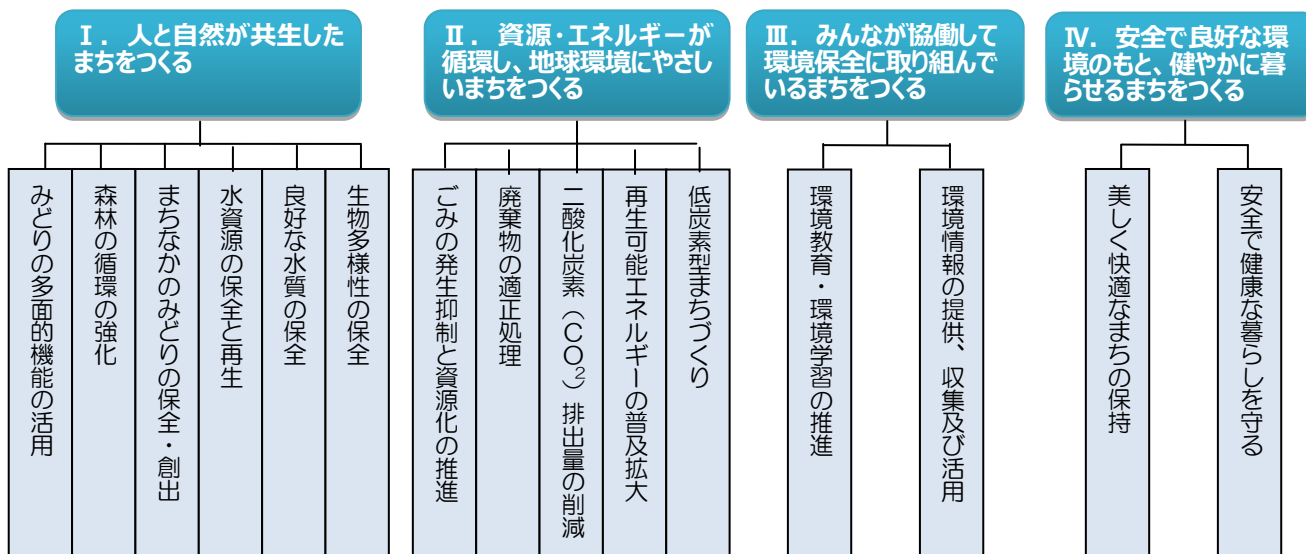 Ⅰ．人と自然が共生した
まちをつくる
みどりの多面的機能の活用
森林の循環の強化
まちなかのみどりの保全・創出
水資源の保全と再生
良好な水質の保全
生物多様性の保全
Ⅱ．資源・エネルギーが
循環し、地球環境にやさし
いまちをつくる
ごみの発生抑制と資源化の推進
廃棄物の適正処理
二酸化炭素（ＣＯ２）排出量の削減
再生可能エネルギーの普及拡大
低炭素型まちづくり
Ⅲ．みんなが協働して
環境保全に取り組んで
いるまちをつくる
環境教育・環境学習の推進
環境情報の提供、収集及び活用
Ⅳ．安全で良好な環
境のもと、健やかに暮
らせるまちをつくる
美しく快適なまちの保持
安全で健康な暮らしを守る